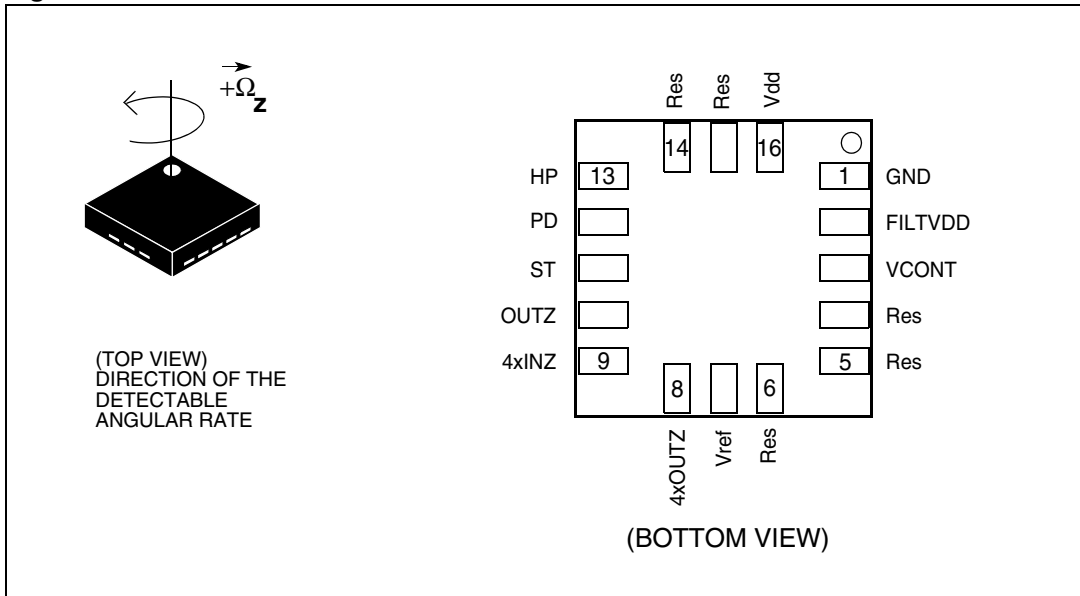 +Ω
z
(TOP VIEW)
DIRECTION OF THE
DETECTABLE
ANGULAR RATE
Res
Res
Vdd
14
16
HP
13
1
GND
PD
FILTVDD
ST
VCONT
OUTZ
Res
4xINZ
9
5
Res
8
6
4xOUTZ
Vref
Res
(BOTTOM VIEW)